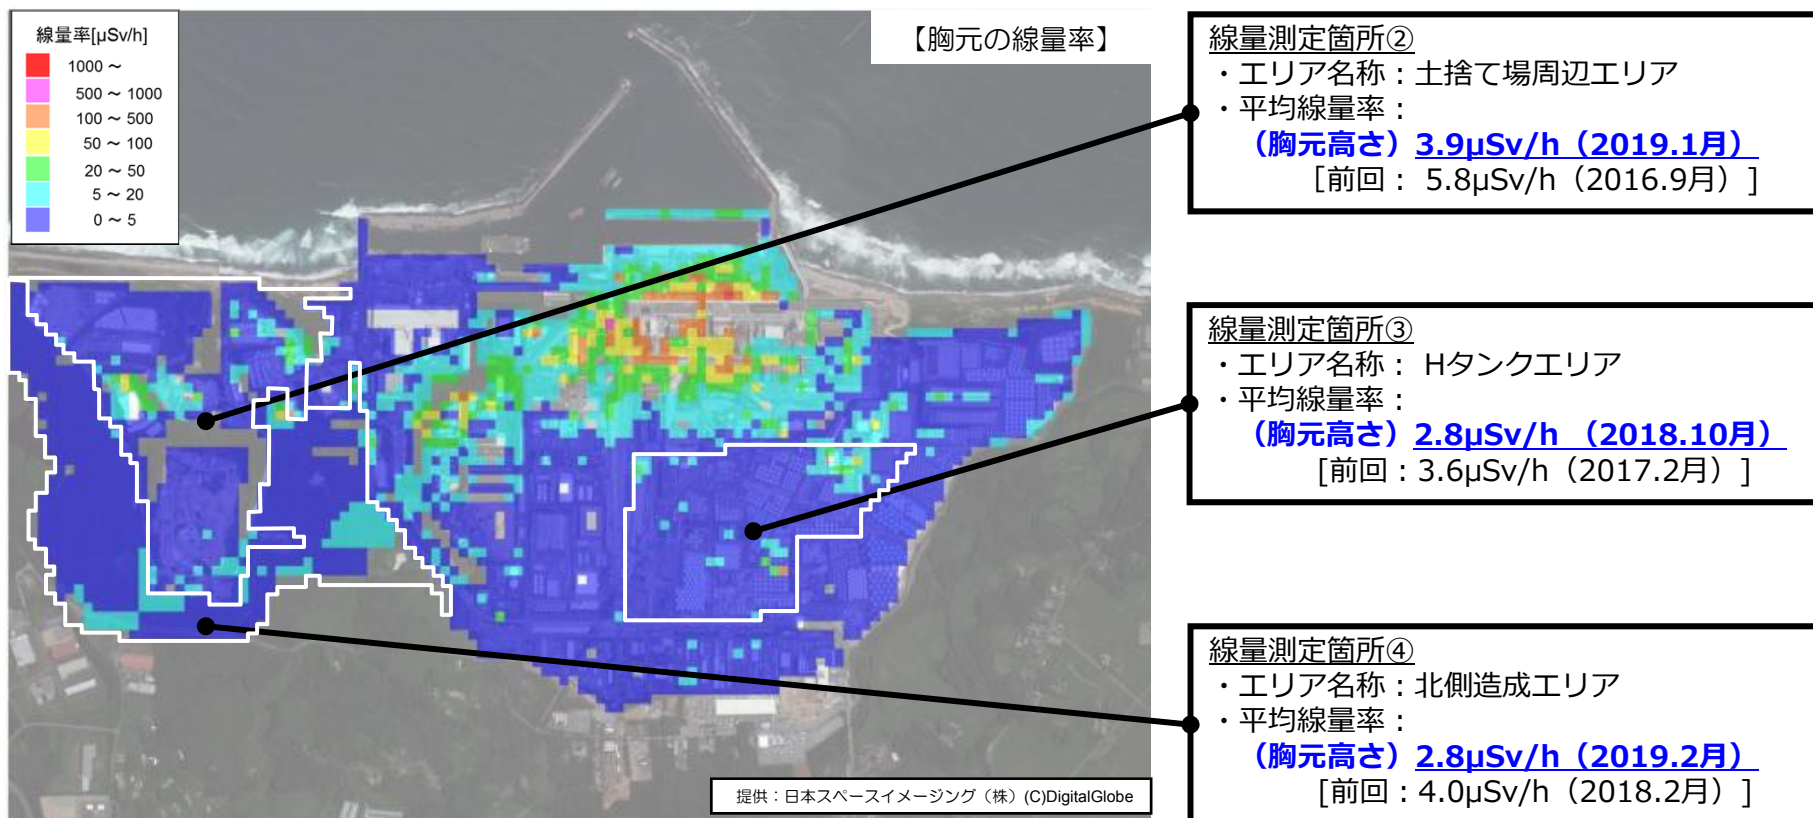 線量率[μSv/h]
1000 ～
500 ～ 1000
100 ～ 500
50 ～ 100
20 ～ 50
5 ～ 20
0 ～ 5
【胸元の線量率】
線量測定箇所②
・エリア名称：土捨て場周辺エリア
・平均線量率：
（胸元高さ）3.9μSv/h（2019.1月）
[前回： 5.8μSv/h（2016.9月）]
線量測定箇所③
・エリア名称： Hタンクエリア
・平均線量率：
（胸元高さ）2.8μSv/h （2018.10月）
[前回：3.6μSv/h（2017.2月）]
線量測定箇所④
・エリア名称：北側造成エリア
・平均線量率：
（胸元高さ）2.8μSv/h（2019.2月）
[前回：4.0μSv/h（2018.2月）]
提供：日本スペースイメージング（株）(C)DigitalGlobe